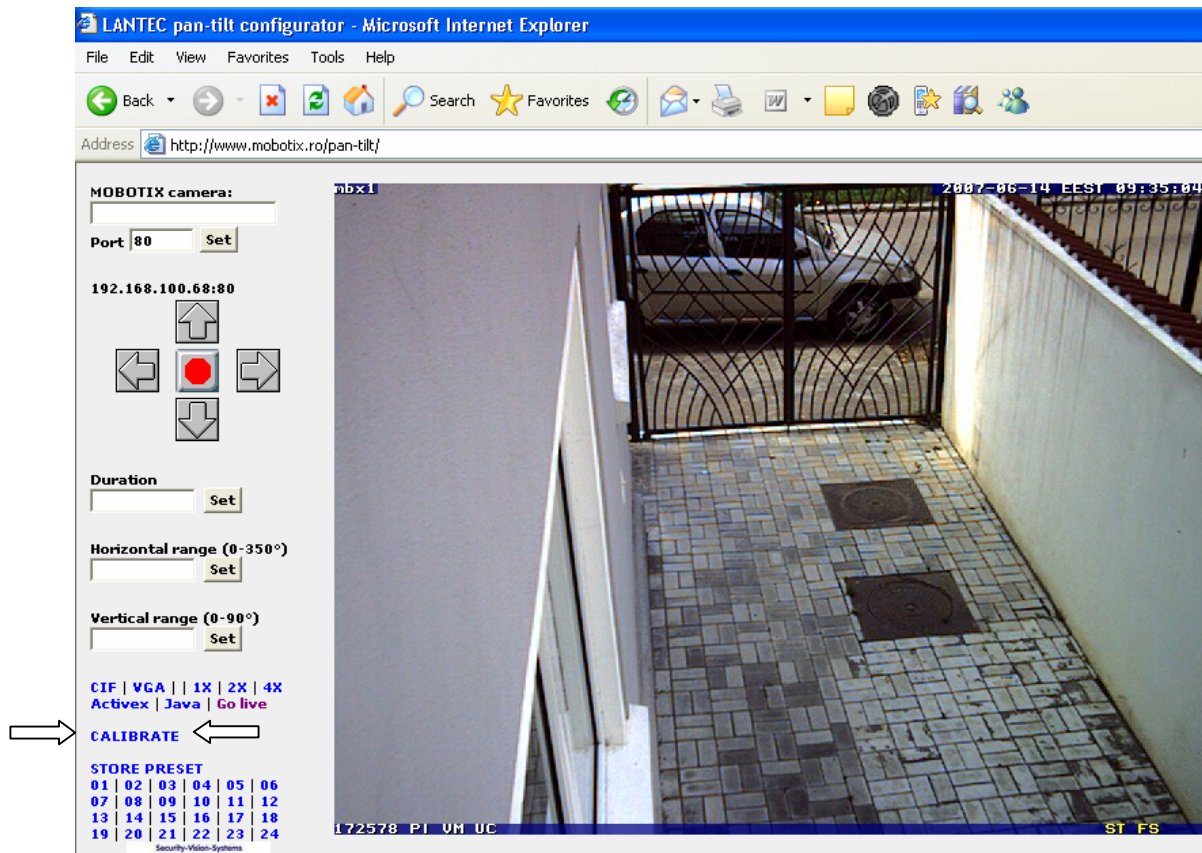 LANTEC pan-tilt configurator - Microsoft Internet Explorer
File Edit View Favorites Tools Help
Back Search Favorites
Address http://www.mobotix.ro/pan-tilt/
MOBOTIX camera:
Port 80 Set
192.168.100.68:80
Duration
Set
Horizontal range (0-350°)
Set
Vertical range (0-90°)
Set
CIF | VGA | | 1X | 2X | 4X
Activex | Java | Go live
CALIBRATE
STORE PRESET
01 | 02 | 03 | 04 | 05 | 06
07 | 08 | 09 | 10 | 11 | 12
13 | 14 | 15 | 16 | 17 | 18
19 | 20 | 21 | 22 | 23 | 24
Security-Vision-Systems
mbx1 2007-06-14 EEST 09:35:04
172578 PI VM UC ST FS